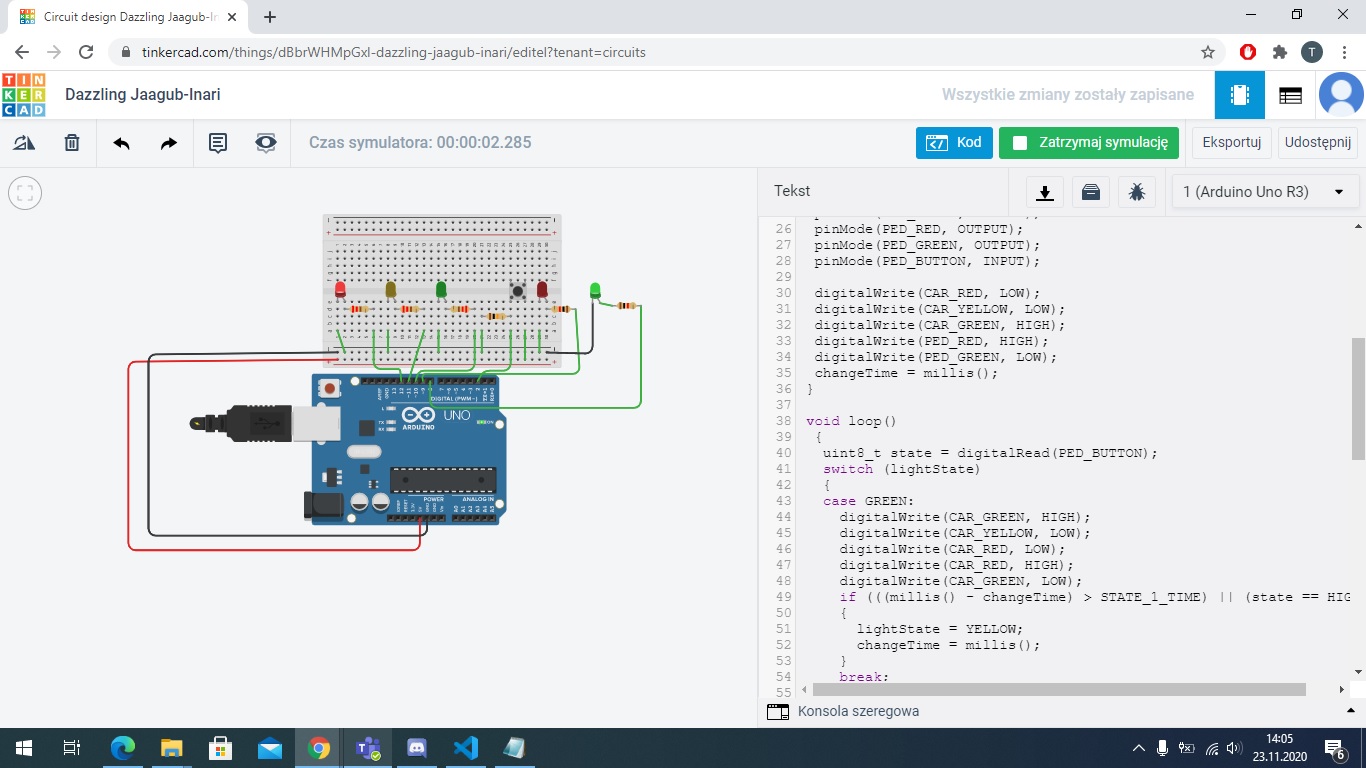 Circuit design Dazzling Jaagub-In
tinkercad.com/things/dBbrWHMpGxl-dazzling-jaagub-inari/editel?tenant=circuits
T
TIN
KER
CAD
Dazzling Jaagub-Inari
Wszystkie zmiany zostały zapisane
Czas symulatora: 00:00:02.285
Kod
Zatrzymaj symulację
Eksportuj
Udostępnij
Tekst
1 (Arduino Uno R3)
26 pinMode(PED_RED, OUTPUT);
27 pinMode(PED_GREEN, OUTPUT);
28 pinMode(PED_BUTTON, INPUT);
29
30 digitalWrite(CAR_RED, LOW);
31 digitalWrite(CAR_YELLOW, LOW);
32 digitalWrite(CAR_GREEN, HIGH);
33 digitalWrite(PED_RED, HIGH);
34 digitalWrite(PED_GREEN, LOW);
35 changeTime = millis();
36 }
37
38 void loop()
39 {
40 uint8_t state = digitalRead(PED_BUTTON);
41 switch (lightState)
42 {
43 case GREEN:
44 digitalWrite(CAR_GREEN, HIGH);
45 digitalWrite(CAR_YELLOW, LOW);
46 digitalWrite(CAR_RED, LOW);
47 digitalWrite(CAR_RED, HIGH);
48 digitalWrite(CAR_GREEN, LOW);
49 if (((millis() - changeTime) > STATE_1_TIME) || (state == HIG
50 {
51 lightState = YELLOW;
52 changeTime = millis();
53 }
54 break;
55
DIGITAL (PWM~)
UNO
ARDUINO
POWER
ANALOG IN
Konsola szeregowa
14:05
23.11.2020
6